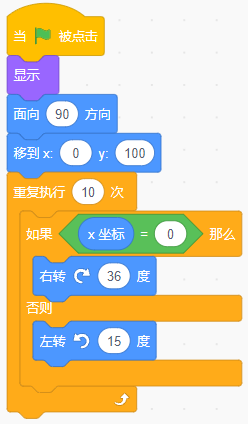 当 被点击
显示
面向 90 方向
移到 x: 0 y: 100
重复执行 10 次
如果 x 坐标 = 0 那么
右转 36 度
否则
左转 15 度